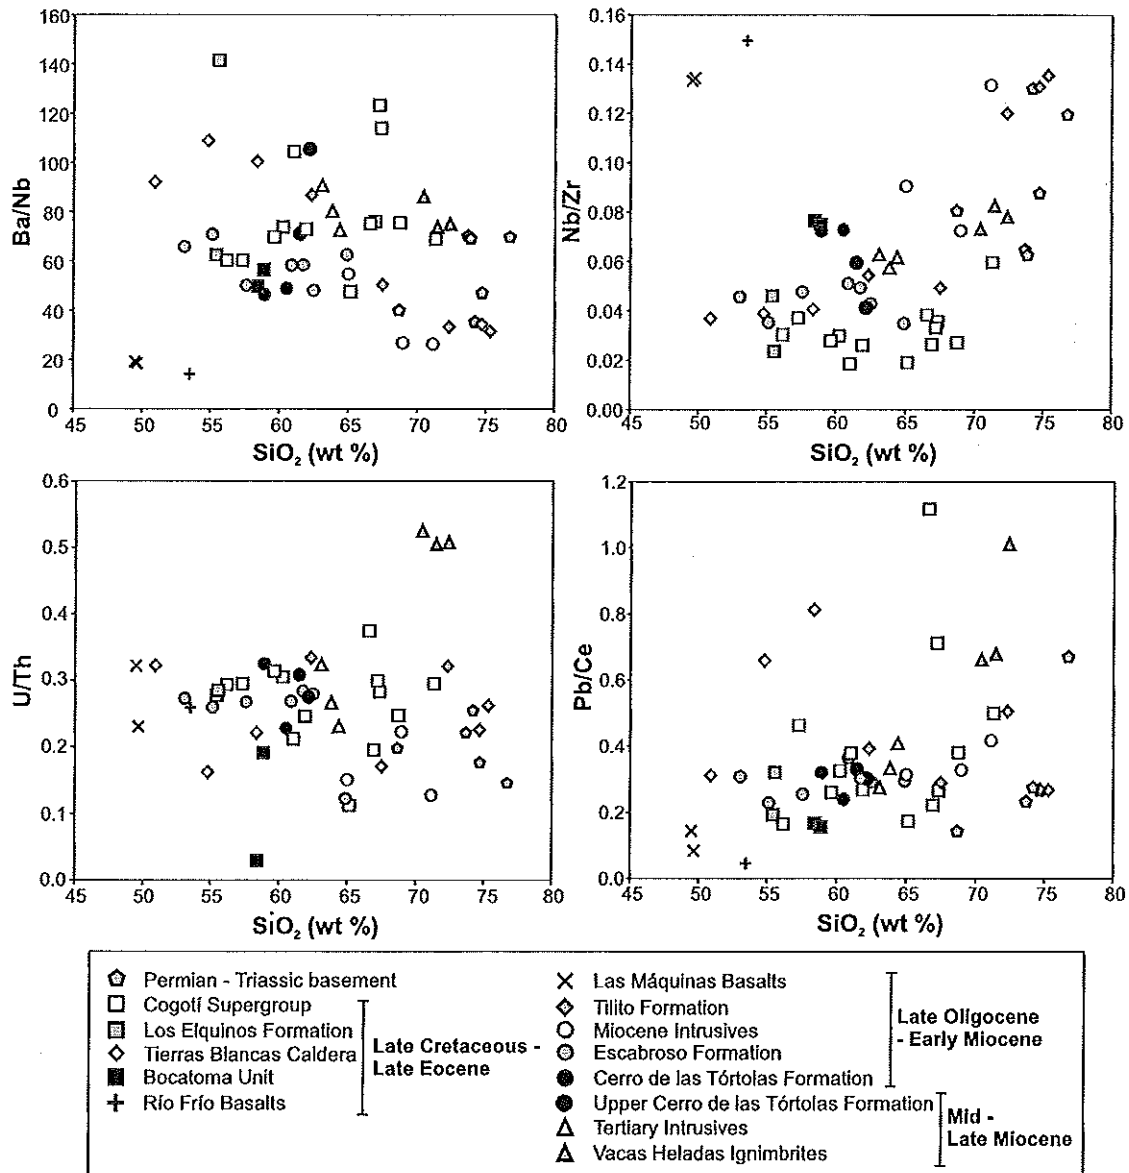 160
140
120
100
80
60
40
20
0
Ba/Nb
45 50 55 60 65 70 75 80
SiO₂ (wt %)
0.16
0.14
0.12
0.10
0.08
0.06
0.04
0.02
0.00
Nb/Zr
45 50 55 60 65 70 75 80
SiO₂ (wt %)
0.6
0.5
0.4
0.3
0.2
0.1
0.0
U/Th
45 50 55 60 65 70 75 80
SiO₂ (wt %)
1.2
1.0
0.8
0.6
0.4
0.2
0.0
Pb/Ce
45 50 55 60 65 70 75 80
SiO₂ (wt %)
Permian - Triassic basement
Cogotí Supergroup
Los Elquinos Formation
Tierras Blancas Caldera
Bocatoma Unit
Río Frío Basalts
Late Cretaceous -
Late Eocene
Las Máquinas Basalts
Tilito Formation
Miocene Intrusives
Escabroso Formation
Cerro de las Tórtolas Formation
Upper Cerro de las Tórtolas Formation
Tertiary Intrusives
Vacas Heladas Ignimbrites
Late Oligocene
- Early Miocene
Mid -
Late Miocene